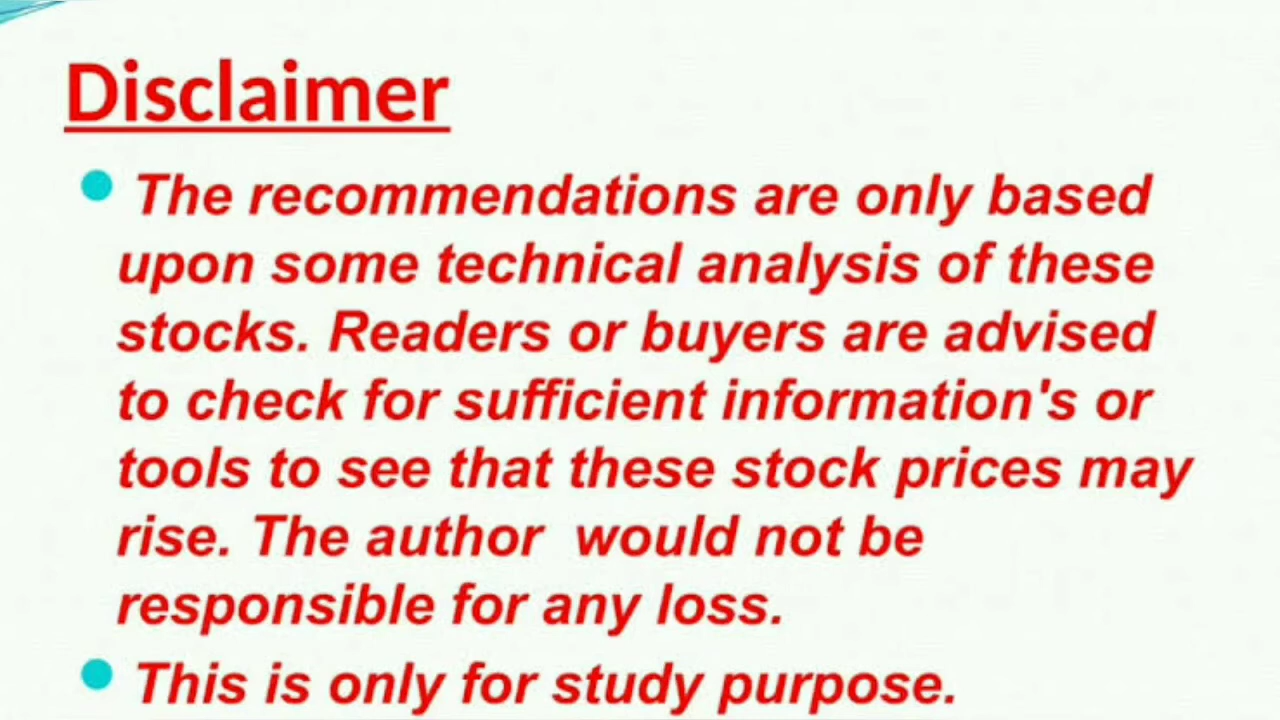 Disclaimer
The recommendations are only based
upon some technical analysis of these
stocks. Readers or buyers are advised
to check for sufficient information's or
tools to see that these stock prices may
rise. The author  would not be
responsible for any loss.
This is only for study purpose.